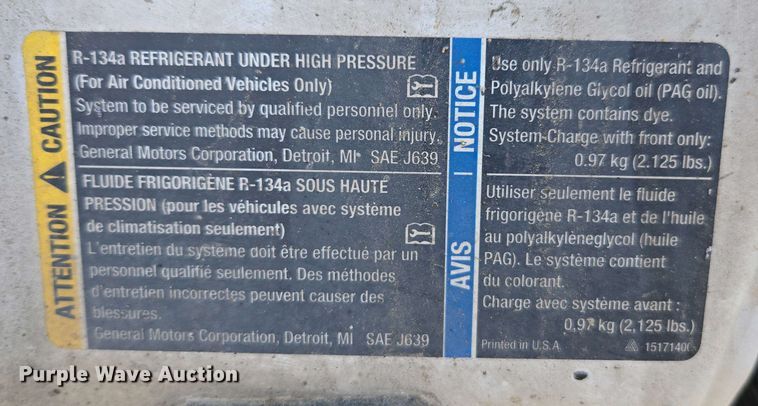 CAUTION
R-134a REFRIGERANT UNDER HIGH PRESSURE
(For Air Conditioned Vehicles Only)
System to be serviced by qualified personnel only.
Improper service methods may cause personal injury.
General Motors Corporation, Detroit, MI SAE J639
ATTENTION
FLUIDE FRIGORIGÈNE R-134a SOUS HAUTE
PRESSION (pour les véhicules avec système
de climatisation seulement)
L'entretien du système doit être effectué par un
personnel qualifié seulement. Des méthodes
d'entretien incorrectes peuvent causer des
blessures.
General Motors Corporation, Detroit, MI SAE J639
NOTICE
Use only R-134a Refrigerant and
Polyalkylene Glycol oil (PAG oil).
The system contains dye.
System-Charge with front only:
0.97 kg (2.125 lbs.)
AVIS
Utiliser seulement le fluide
frigorigène R-134a et de l'huile
au polyalkylèneglycol (huile
PAG). Le système contient
du colorant.
Charge avec système avant :
0.97 kg (2,125 lbs.)
Printed in U.S.A.
Purple Wave Auction